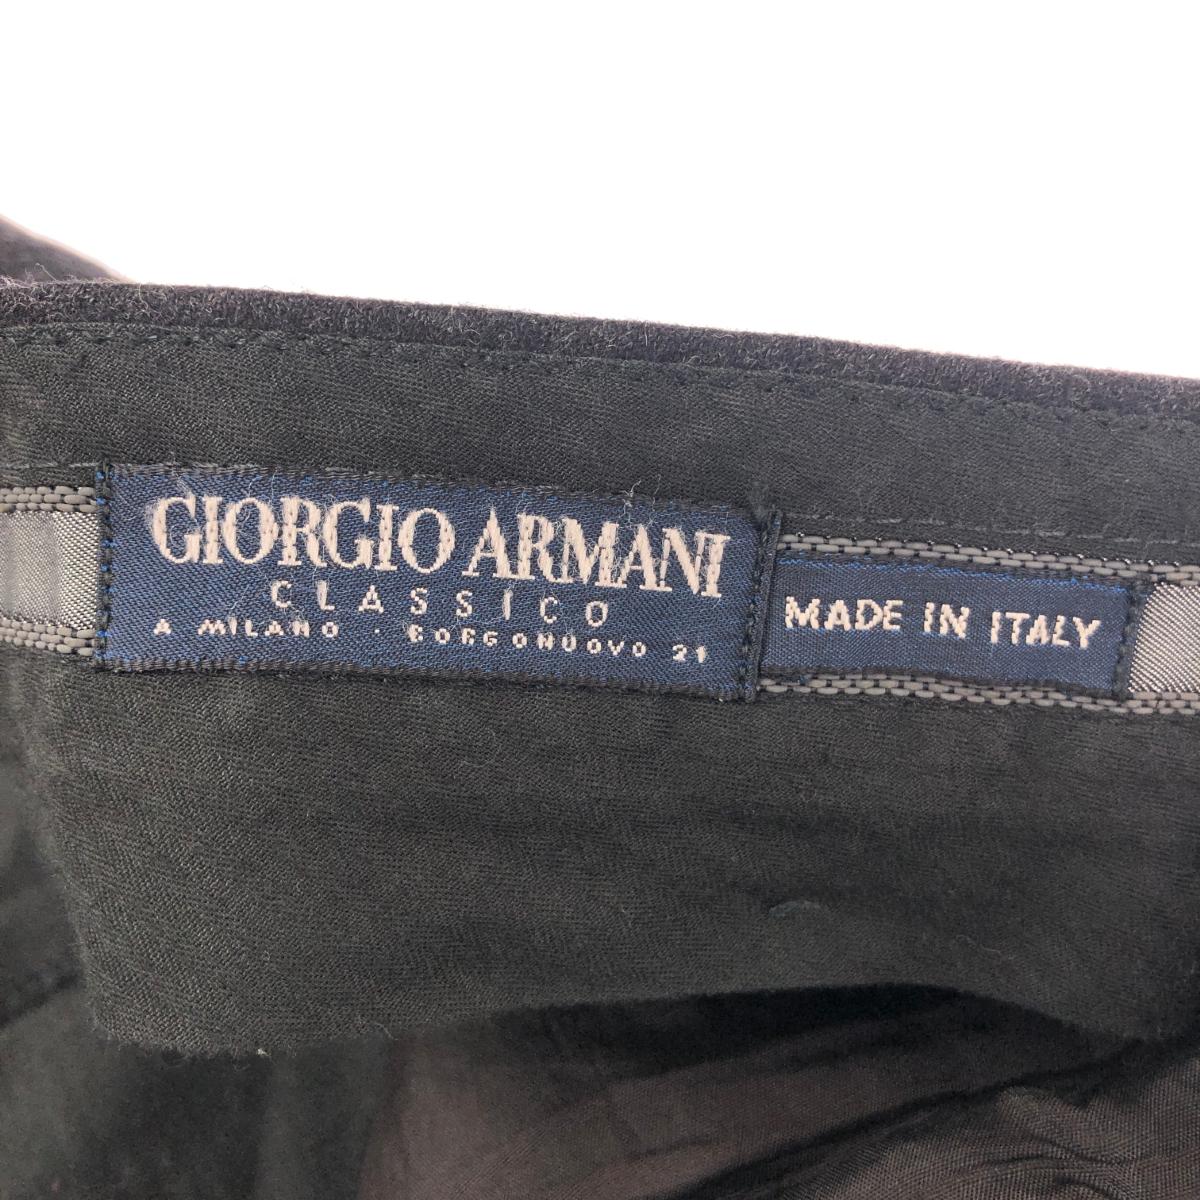 GIORGIO ARMANI
CLASSICO
A MILANO · BORGONUOVO 21
MADE IN ITALY